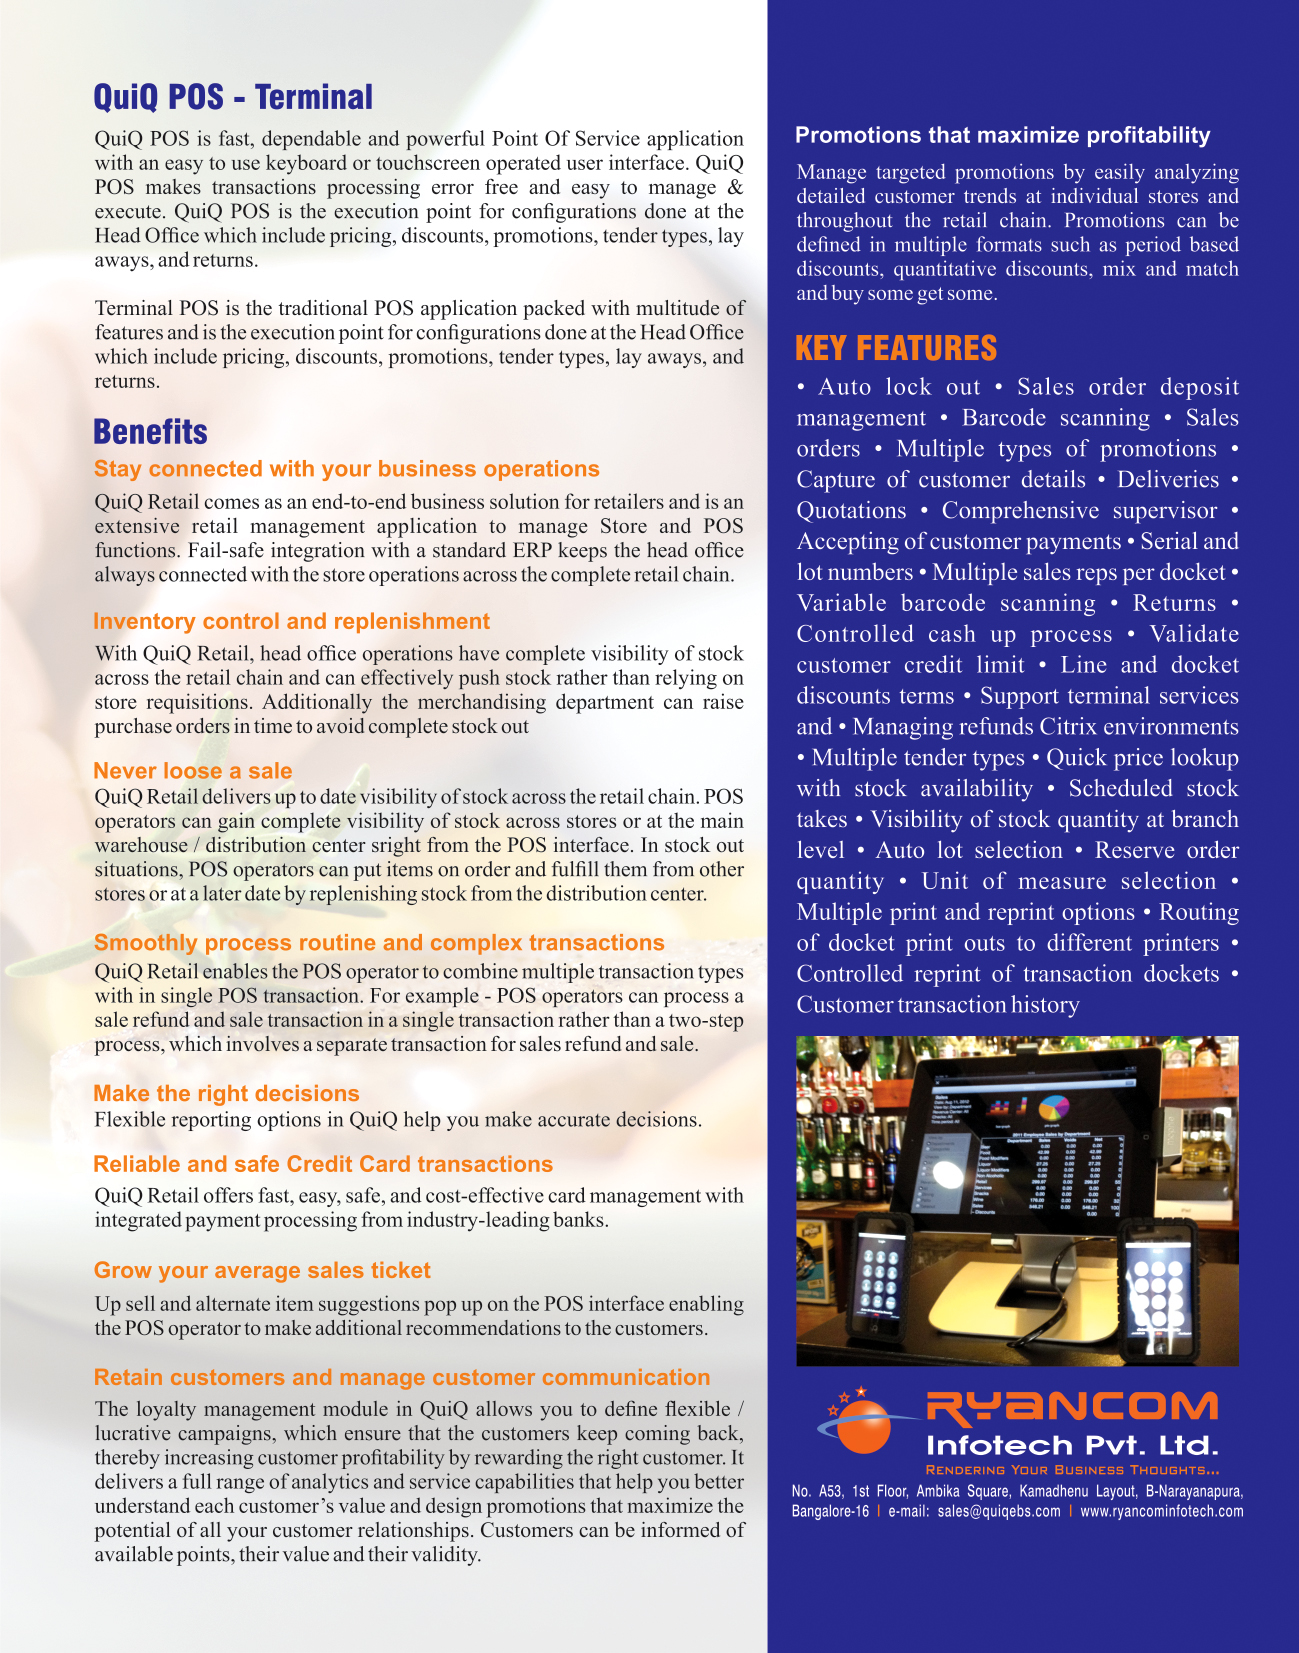 QuiQ POS - Terminal
QuiQ POS is fast, dependable and powerful Point Of Service application
with an easy to use keyboard or touchscreen operated user interface. QuiQ
POS makes transactions processing error free and easy to manage &
execute. QuiQ POS is the execution point for configurations done at the
Head Office which include pricing, discounts, promotions, tender types, lay
aways, and returns.
Terminal POS is the traditional POS application packed with multitude of
features and is the execution point for configurations done at the Head Office
which include pricing, discounts, promotions, tender types, lay aways, and
returns.
Benefits
Stay connected with your business operations
QuiQ Retail comes as an end-to-end business solution for retailers and is an
extensive retail management application to manage Store and POS
functions. Fail-safe integration with a standard ERP keeps the head office
always connected with the store operations across the complete retail chain.
Inventory control and replenishment
With QuiQ Retail, head office operations have complete visibility of stock
across the retail chain and can effectively push stock rather than relying on
store requisitions. Additionally the merchandising department can raise
purchase orders in time to avoid complete stock out
Never loose a sale
QuiQ Retail delivers up to date visibility of stock across the retail chain. POS
operators can gain complete visibility of stock across stores or at the main
warehouse / distribution center sright from the POS interface. In stock out
situations, POS operators can put items on order and fulfill them from other
stores or at a later date by replenishing stock from the distribution center.
Smoothly process routine and complex transactions
QuiQ Retail enables the POS operator to combine multiple transaction types
with in single POS transaction. For example - POS operators can process a
sale refund and sale transaction in a single transaction rather than a two-step
process, which involves a separate transaction for sales refund and sale.
Make the right decisions
Flexible reporting options in QuiQ help you make accurate decisions.
Reliable and safe Credit Card transactions
QuiQ Retail offers fast, easy, safe, and cost-effective card management with
integrated payment processing from industry-leading banks.
Grow your average sales ticket
Up sell and alternate item suggestions pop up on the POS interface enabling
the POS operator to make additional recommendations to the customers.
Retain customers and manage customer communication
The loyalty management module in QuiQ allows you to define flexible /
lucrative campaigns, which ensure that the customers keep coming back,
thereby increasing customer profitability by rewarding the right customer. It
delivers a full range of analytics and service capabilities that help you better
understand each customer's value and design promotions that maximize the
potential of all your customer relationships. Customers can be informed of
available points, their value and their validity.
Promotions that maximize profitability
Manage targeted promotions by easily analyzing
detailed customer trends at individual stores and
throughout the retail chain. Promotions can be
defined in multiple formats such as period based
discounts, quantitative discounts, mix and match
and buy some get some.
KEY FEATURES
• Auto lock out • Sales order deposit
management • Barcode scanning • Sales
orders • Multiple types of promotions •
Capture of customer details • Deliveries •
Quotations • Comprehensive supervisor •
Accepting of customer payments • Serial and
lot numbers • Multiple sales reps per docket •
Variable barcode scanning • Returns •
Controlled cash up process • Validate
customer credit limit • Line and docket
discounts terms • Support terminal services
and • Managing refunds Citrix environments
• Multiple tender types • Quick price lookup
with stock availability • Scheduled stock
takes • Visibility of stock quantity at branch
level • Auto lot selection • Reserve order
quantity • Unit of measure selection •
Multiple print and reprint options • Routing
of docket print outs to different printers •
Controlled reprint of transaction dockets •
Customer transaction history
Sales
2011 Employee Sales by Department
Department Sales Voids Net %
RYANCOM
Infotech Pvt. Ltd.
Rendering Your Business Thoughts...
No. A53, 1st Floor, Ambika Square, Kamadhenu Layout, B-Narayanapura,
Bangalore-16 | e-mail: sales@quiqebs.com | www.ryancominfotech.com